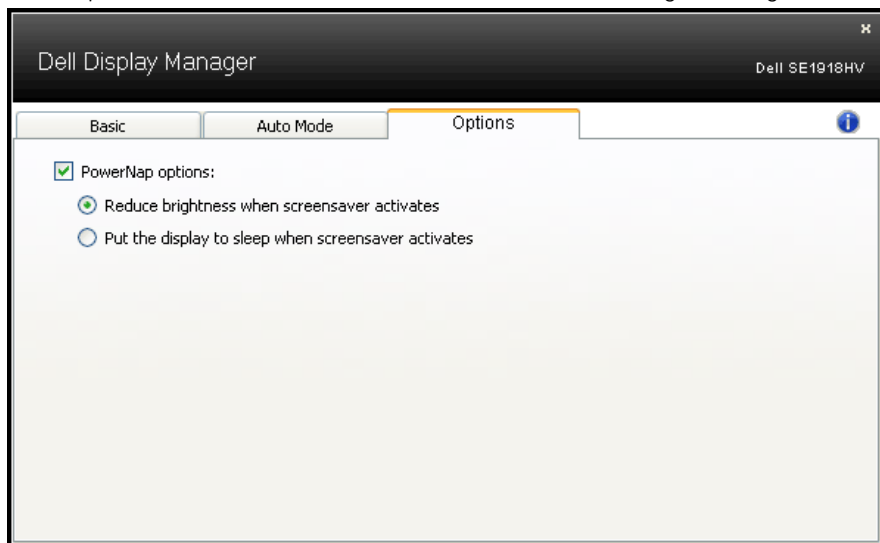 x
Dell Display Manager
Dell SE1918HV
Basic
Auto Mode
Options
i
PowerNap options:
Reduce brightness when screensaver activates
Put the display to sleep when screensaver activates